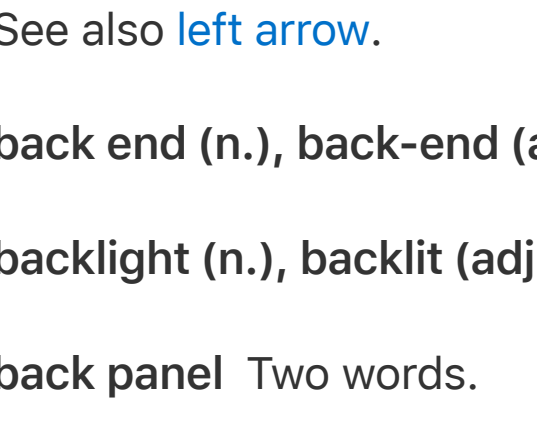 See also left arrow.
back end (n.), back-end (a
backlight (n.), backlit (adj
back panel Two words.